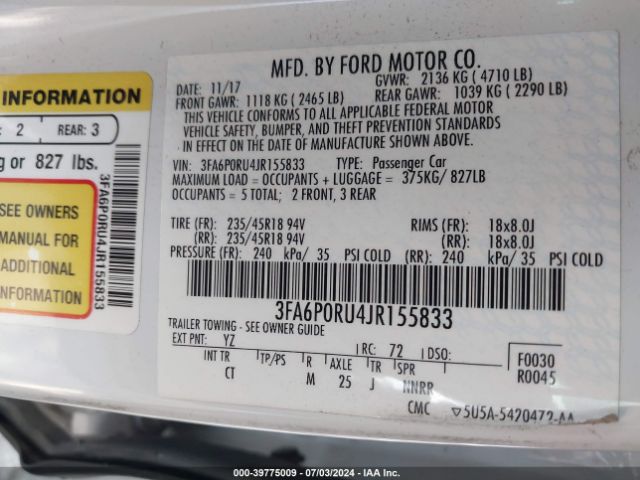 MFD. BY FORD MOTOR CO.
DATE: 11/17
GVWR: 2136 KG ( 4710 LB)
FRONT GAWR: 1118 KG ( 2465 LB)
REAR GAWR: 1039 KG ( 2290 LB)
THIS VEHICLE CONFORMS TO ALL APPLICABLE FEDERAL MOTOR
VEHICLE SAFETY, BUMPER, AND THEFT PREVENTION STANDARDS
IN EFFECT ON THE DATE OF MANUFACTURE SHOWN ABOVE.
VIN: 3FA6P0RU4JR155833 TYPE: Passenger Car
MAXIMUM LOAD = OCCUPANTS + LUGGAGE = 375KG/ 827LB
OCCUPANTS = 5 TOTAL; 2 FRONT, 3 REAR
TIRE (FR): 235/45R18 94V RIMS (FR): 18x8.0J
(RR): 235/45R18 94V (RR): 18x8.0J
PRESSURE (FR): 240 kPa/ 35 PSI COLD (RR): 240 kPa/ 35 PSI COLD
3FA6P0RU4JR155833
TRAILER TOWING - SEE OWNER GUIDE
EXT PNT: YZ RC: 72 DSO:
F0030
R0045
INT TR TP/PS R AXLE TR SPR
CT M 25 J NNRR
CMC 5U5A-5420472-AA
INFORMATION
: 2 REAR: 3
g or 827 lbs.
SEE OWNERS
MANUAL FOR
ADDITIONAL
INFORMATION
3FA6P0RU4JR155833
000-39775009 - 07/03/2024 - IAAI.COM